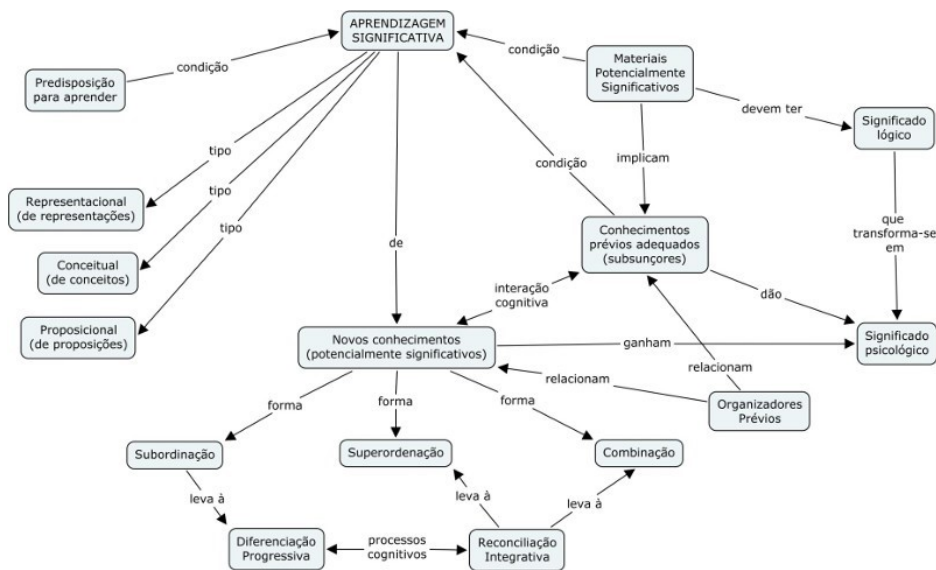 APRENDIZAGEM
SIGNIFICATIVA
condição
condição
Predisposição
para aprender
Materiais
Potencialmente
Significativos
devem ter
Significado
lógico
tipo
tipo
tipo
condição
implicam
Representacional
(de representações)
Conceitual
(de conceitos)
Proposicional
(de proposições)
de
Conhecimentos
prévios adequados
(subsunçores)
que
transforma-se
em
interação
cognitiva
dão
Novos conhecimentos
(potencialmente significativos)
ganham
Significado
psicológico
relacionam
relacionam
Organizadores
Prévios
forma
forma
forma
Subordinação
Superordenação
Combinação
leva à
leva à
leva à
Diferenciação
Progressiva
processos
cognitivos
Reconciliação
Integrativa